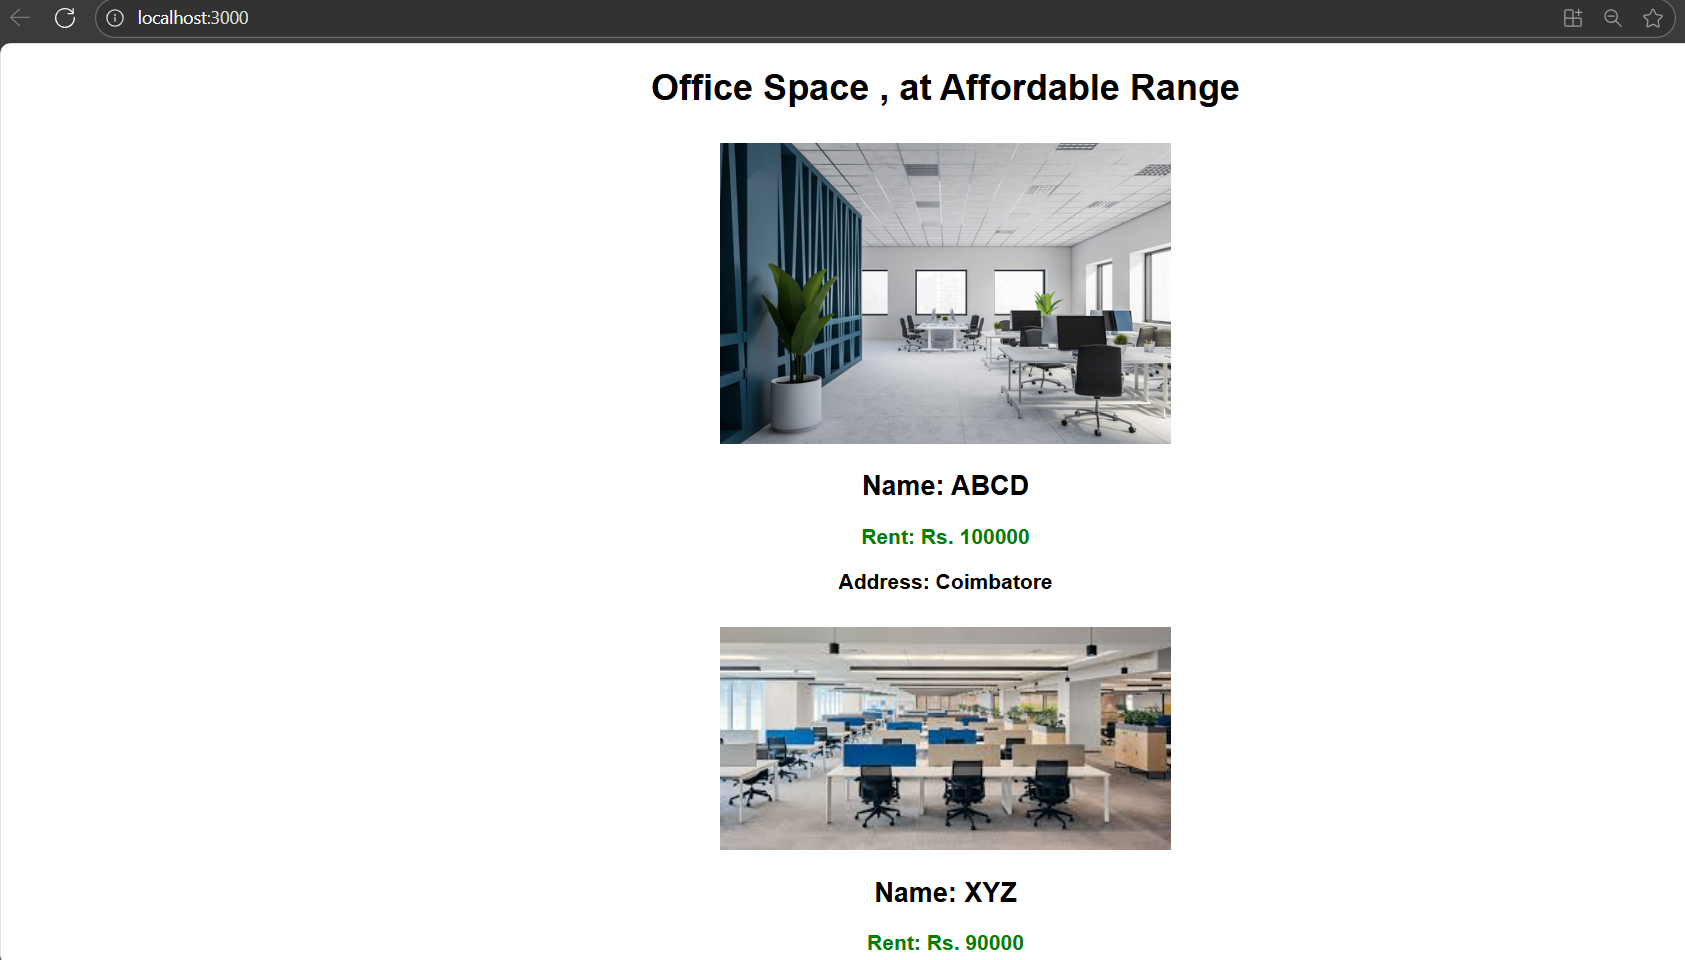 localhost:3000
Office Space , at Affordable Range
Name: ABCD
Rent: Rs. 100000
Address: Coimbatore
Name: XYZ
Rent: Rs. 90000